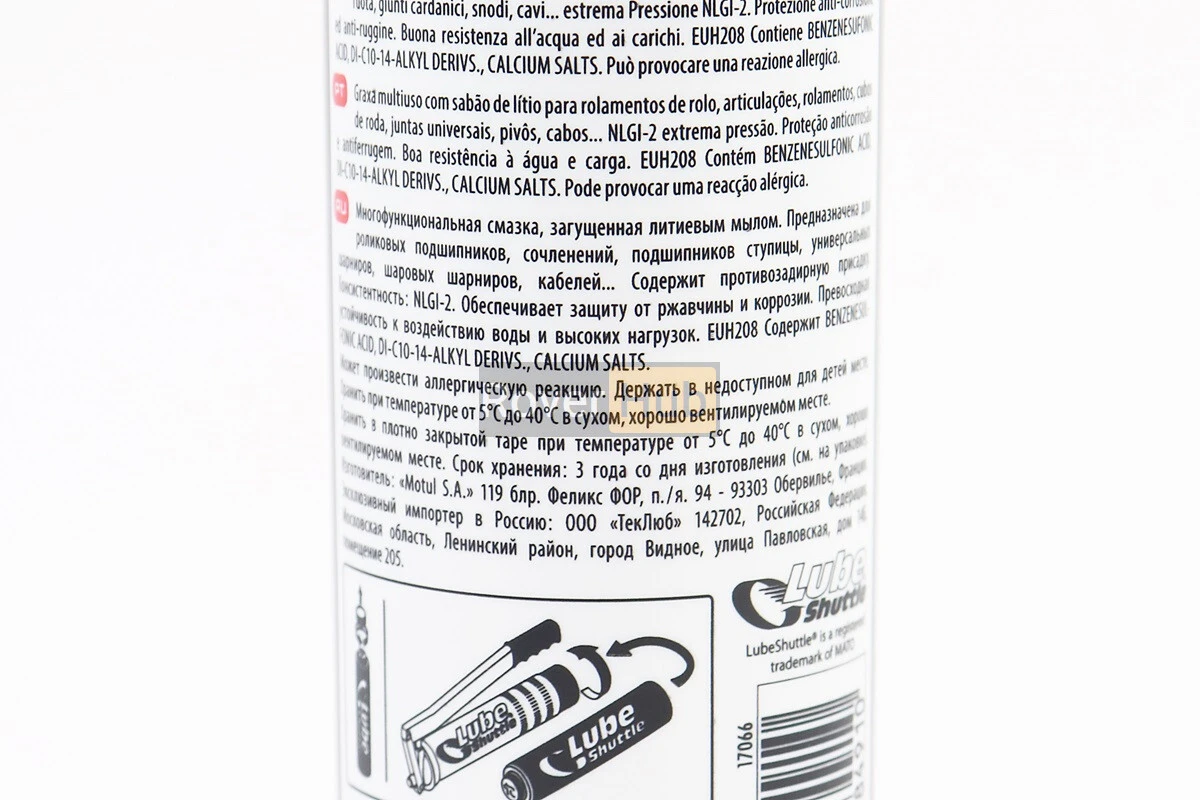 ruota, giunti cardanici, snodi, cavi... estrema Pressione NLGI-2. Protezione anti-corrosione
ed anti-ruggine. Buona resistenza all'acqua ed ai carichi. EUH208 Contiene BENZENESULFONIC
ACID, DI-C10-14-ALKYL DERIVS., CALCIUM SALTS. Può provocare una reazione allergica.
PT Graxa multiuso com sabão de lítio para rolamentos de rolo, articulações, rolamentos, cubos
de roda, juntas universais, pivôs, cabos... NLGI-2 extrema pressão. Proteção anticorrosão
e antiferrugem. Boa resistência à água e carga. EUH208 Contém BENZENESULFONIC ACID,
DI-C10-14-ALKYL DERIVS., CALCIUM SALTS. Pode provocar uma reacção alérgica.
RU Многофункциональная смазка, загущенная литиевым мылом. Предназначена для
роликовых подшипников, сочленений, подшипников ступицы, универсальных
шарниров, шаровых шарниров, кабелей... Содержит противозадирную присадку.
Консистентность: NLGI-2. Обеспечивает защиту от ржавчины и коррозии. Превосходная
устойчивость к воздействию воды и высоких нагрузок. EUH208 Содержит BENZENESUL-
FONIC ACID, DI-C10-14-ALKYL DERIVS., CALCIUM SALTS.
Может произвести аллергическую реакцию. Держать в недоступном для детей месте.
Хранить при температуре от 5°C до 40°C в сухом, хорошо вентилируемом месте.
Хранить в плотно закрытой таре при температуре от 5°C до 40°C в сухом, хорошо
вентилируемом месте. Срок хранения: 3 года со дня изготовления (см. на упаковке).
Изготовитель: «Motul S.A.» 119 блр. Феликс ФОР, п./я. 94 - 93303 Обервилье, Франция.
Эксклюзивный импортер в Россию: ООО «ТекЛюб» 142702, Российская Федерация,
Московская область, Ленинский район, город Видное, улица Павловская, дом 146,
помещение 205.
Rover Hub
Lube
Shuttle
LubeShuttle® is a registered
trademark of MATO
Lube
Lube
Shuttle
Lube
Shuttle
17066
84910